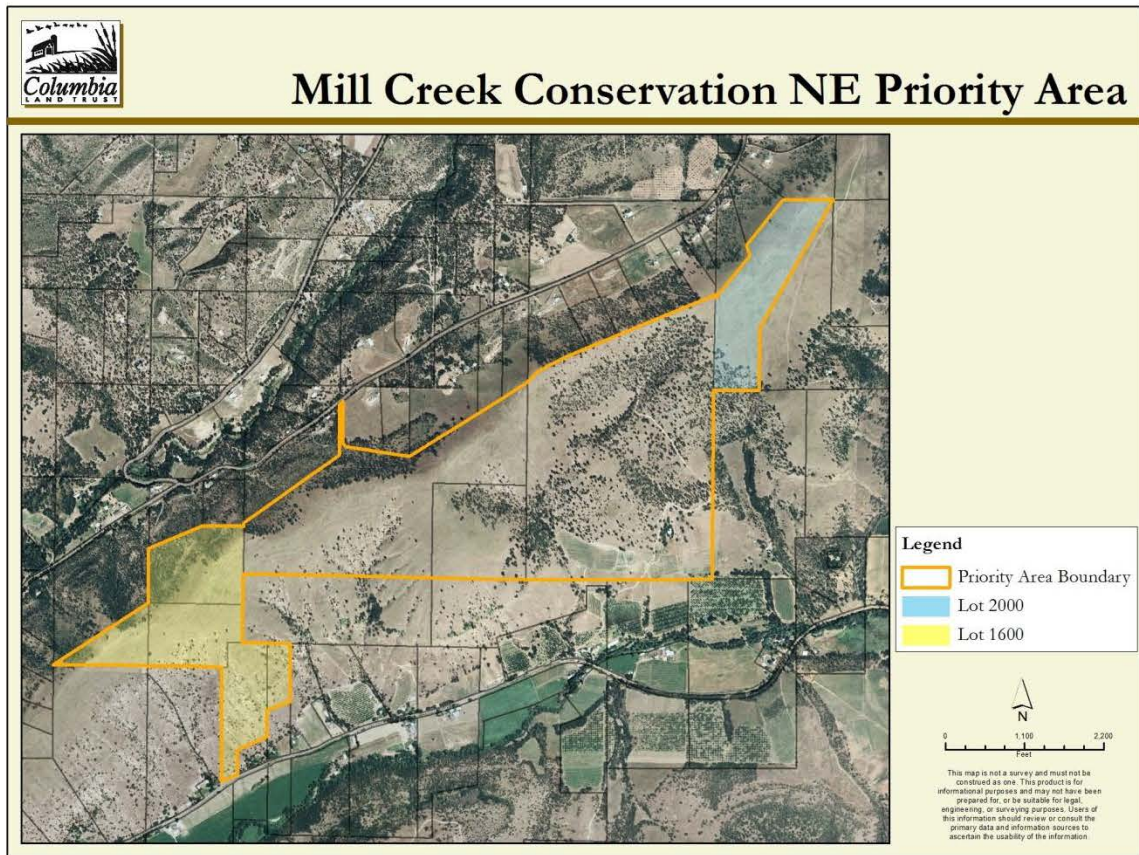 Columbia
LAND TRUST
Mill Creek Conservation NE Priority Area
Legend
Priority Area Boundary
Lot 2000
Lot 1600
N
0 1,100 2,200
Feet
This map is not a survey and must not be
construed as one. This product is for
informational purposes and may not have been
prepared for, or be suitable for legal,
engineering, or surveying purposes. Users of
this information should review or consult the
primary data and information sources to
ascertain the usability of the information.